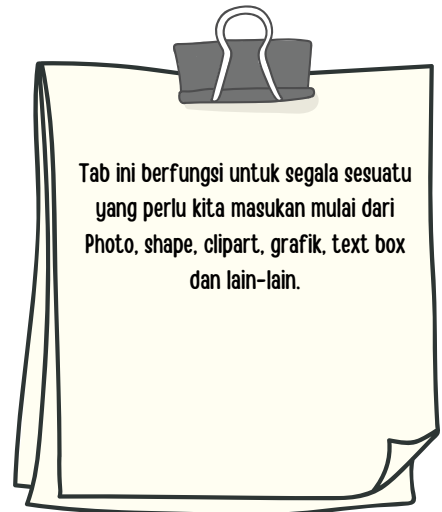 Tab ini berfungsi untuk segala sesuatu
yang perlu kita masukan mulai dari
Photo, shape, clipart, grafik, text box
dan lain-lain.